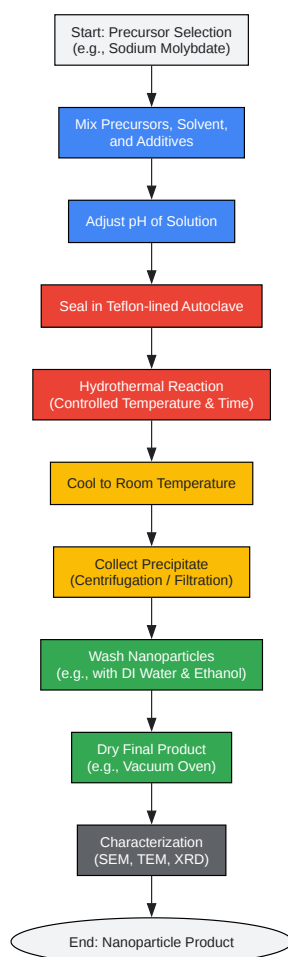 Start: Precursor Selection
(e.g., Sodium Molybdate)
Mix Precursors, Solvent,
and Additives
Adjust pH of Solution
Seal in Teflon-lined Autoclave
Hydrothermal Reaction
(Controlled Temperature & Time)
Cool to Room Temperature
Collect Precipitate
(Centrifugation / Filtration)
Wash Nanoparticles
(e.g., with DI Water & Ethanol)
Dry Final Product
(e.g., Vacuum Oven)
Characterization
(SEM, TEM, XRD)
End: Nanoparticle Product